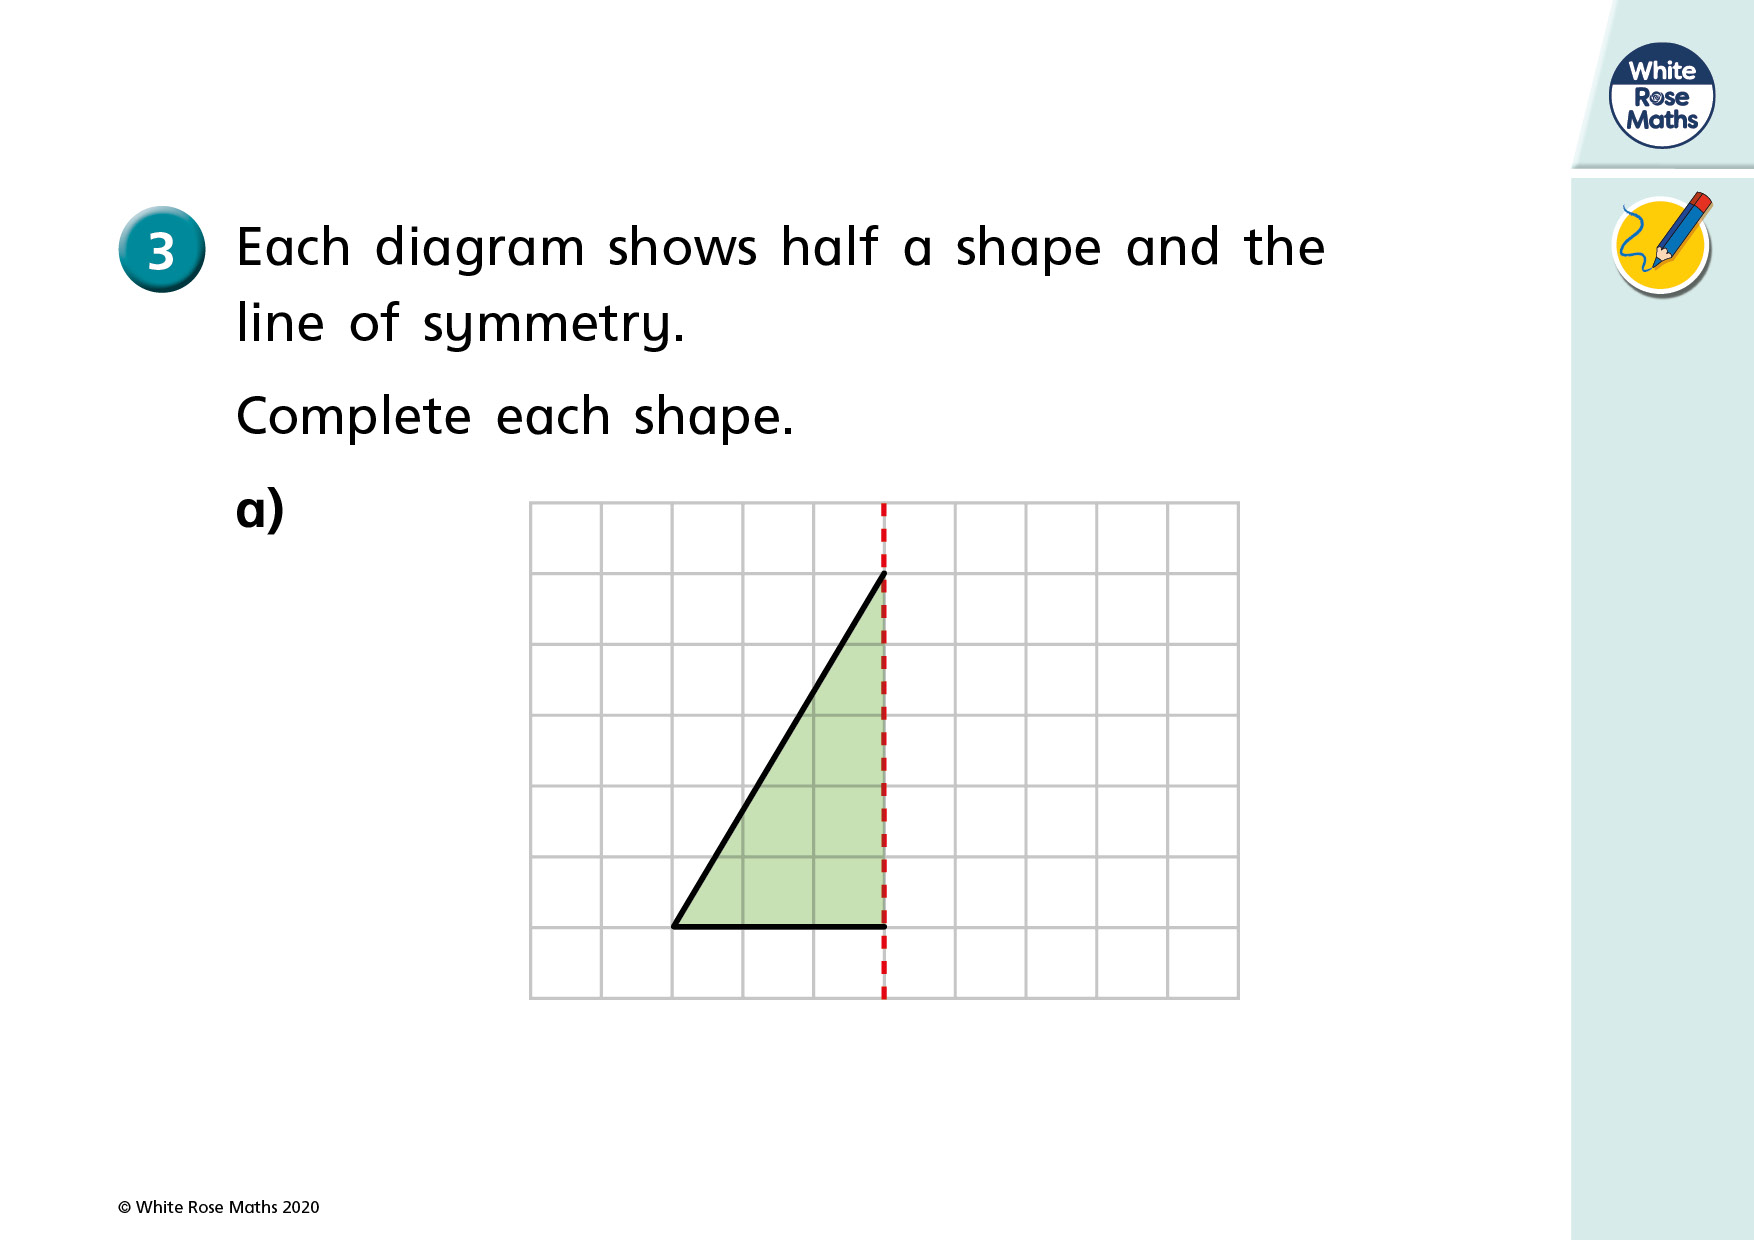 White
Rose
Maths
3 Each diagram shows half a shape and the
line of symmetry.
Complete each shape.
a)
© White Rose Maths 2020